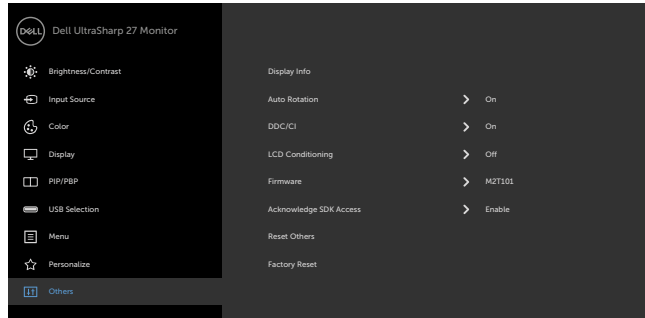 DELL Dell UltraSharp 27 Monitor
Brightness/Contrast
Input Source
Color
Display
PIP/PBP
USB Selection
Menu
Personalize
Others
Display Info
Auto Rotation > On
DDC/CI > On
LCD Conditioning > Off
Firmware > M2T101
Acknowledge SDK Access > Enable
Reset Others
Factory Reset